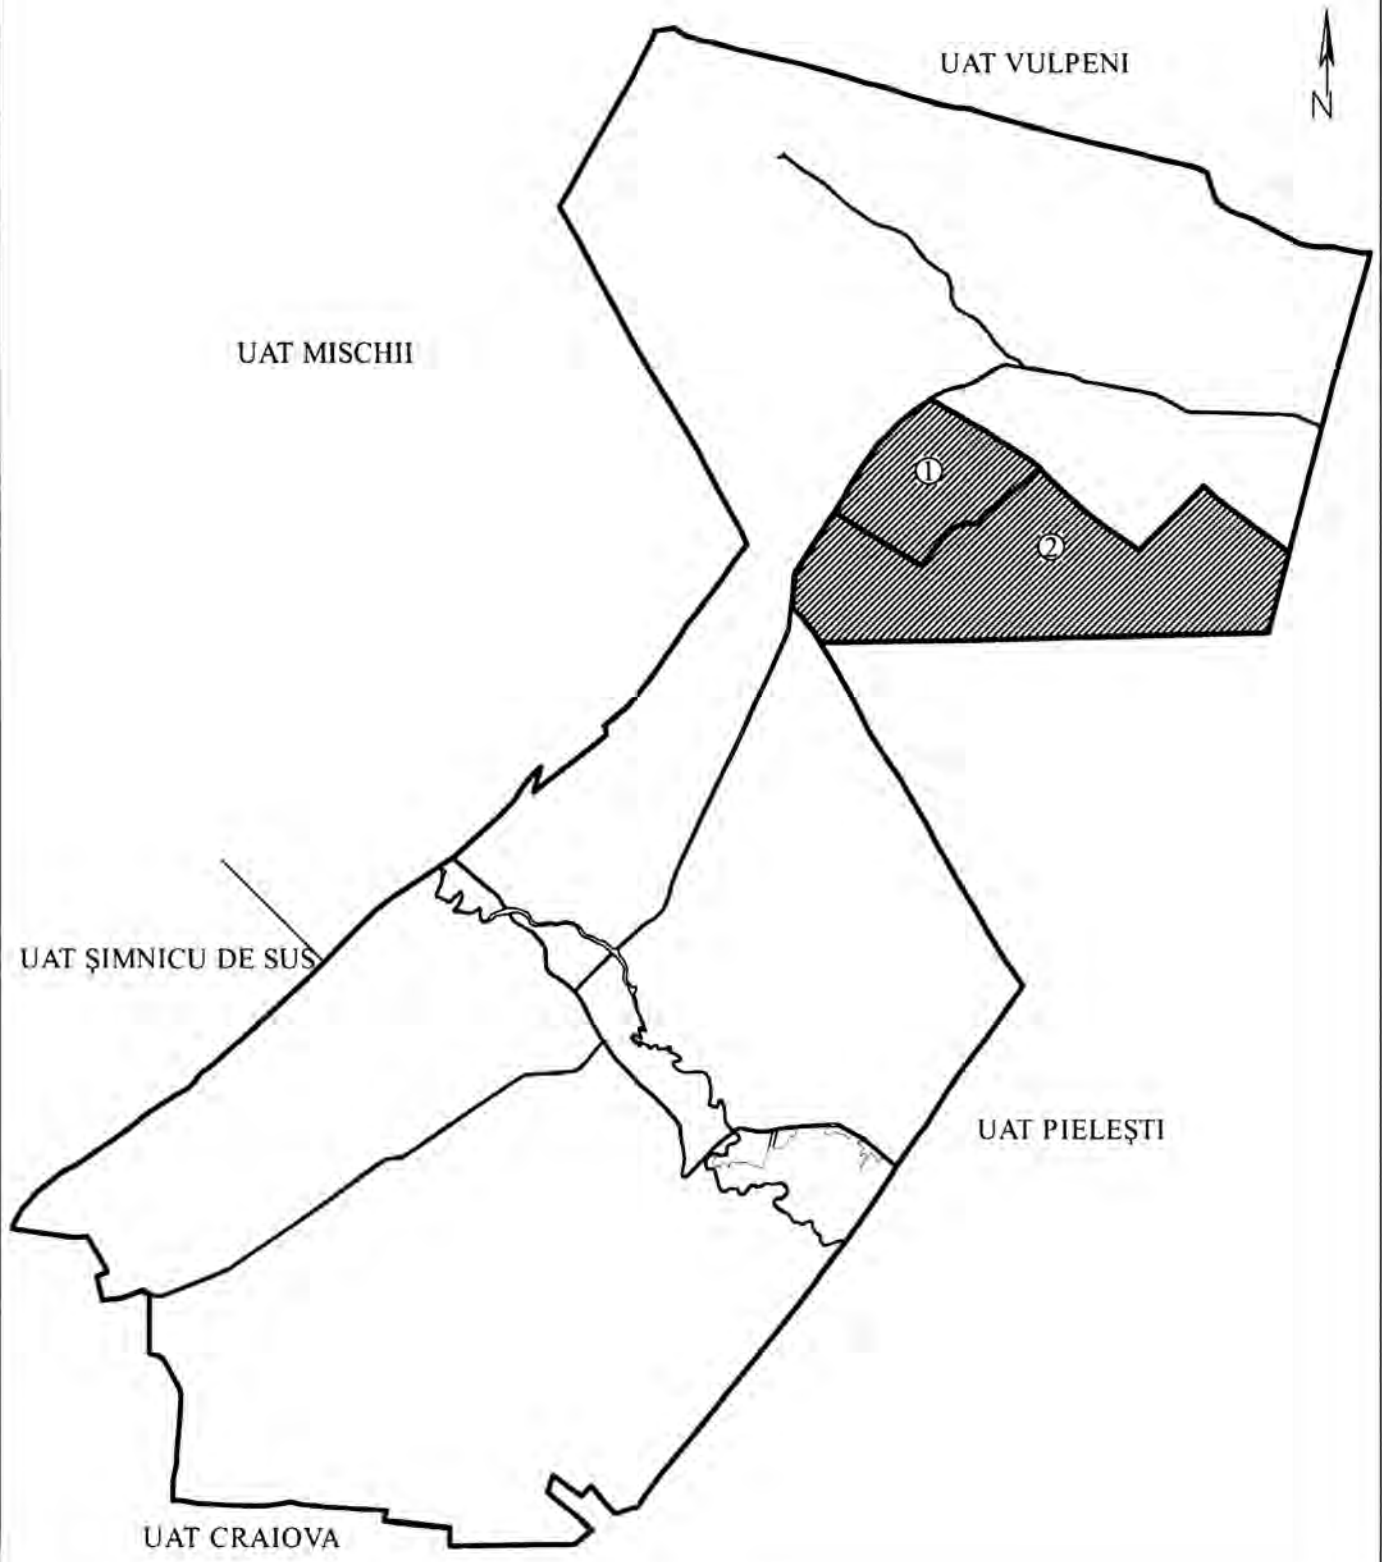 UAT VULPENI
N
UAT MISCHII
1
2
UAT ŞIMNICU DE SUS
UAT PIELEŞTI
UAT CRAIOVA